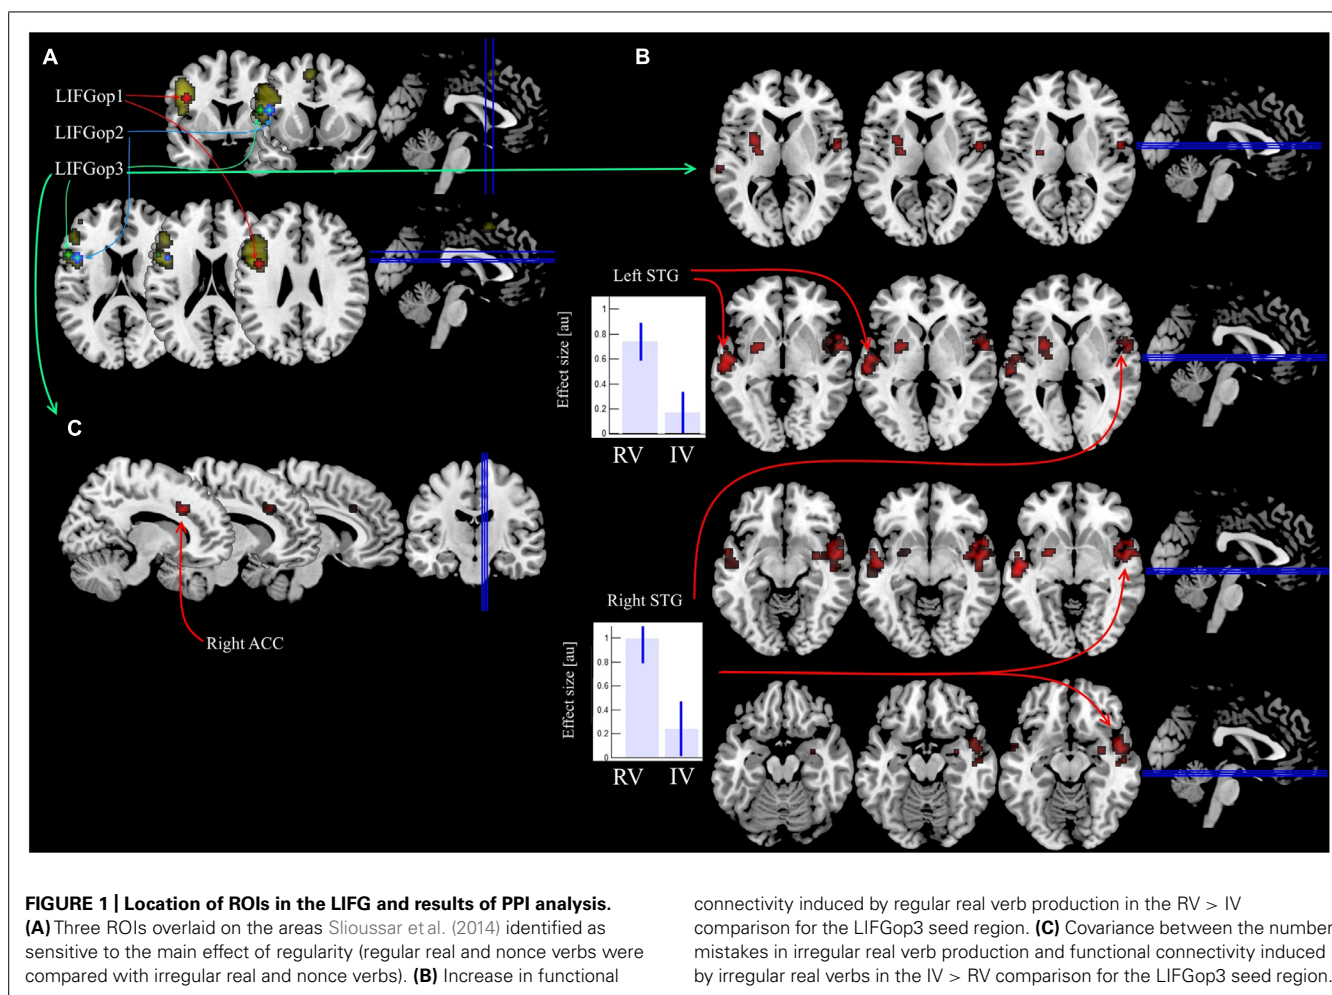 A
LIFGop1
LIFGop2
LIFGop3
B
Left STG
Effect size [au]
1
0.8
0.6
0.4
0.2
0
RV IV
C
Right ACC
Right STG
Effect size [au]
1
0.8
0.6
0.4
0.2
0
RV IV
FIGURE 1 | Location of ROIs in the LIFG and results of PPI analysis.
(A) Three ROIs overlaid on the areas Slioussar et al. (2014) identified as
sensitive to the main effect of regularity (regular real and nonce verbs were
compared with irregular real and nonce verbs). (B) Increase in functional
connectivity induced by regular real verb production in the RV > IV
comparison for the LIFGop3 seed region. (C) Covariance between the number
mistakes in irregular real verb production and functional connectivity induced
by irregular real verbs in the IV > RV comparison for the LIFGop3 seed region.